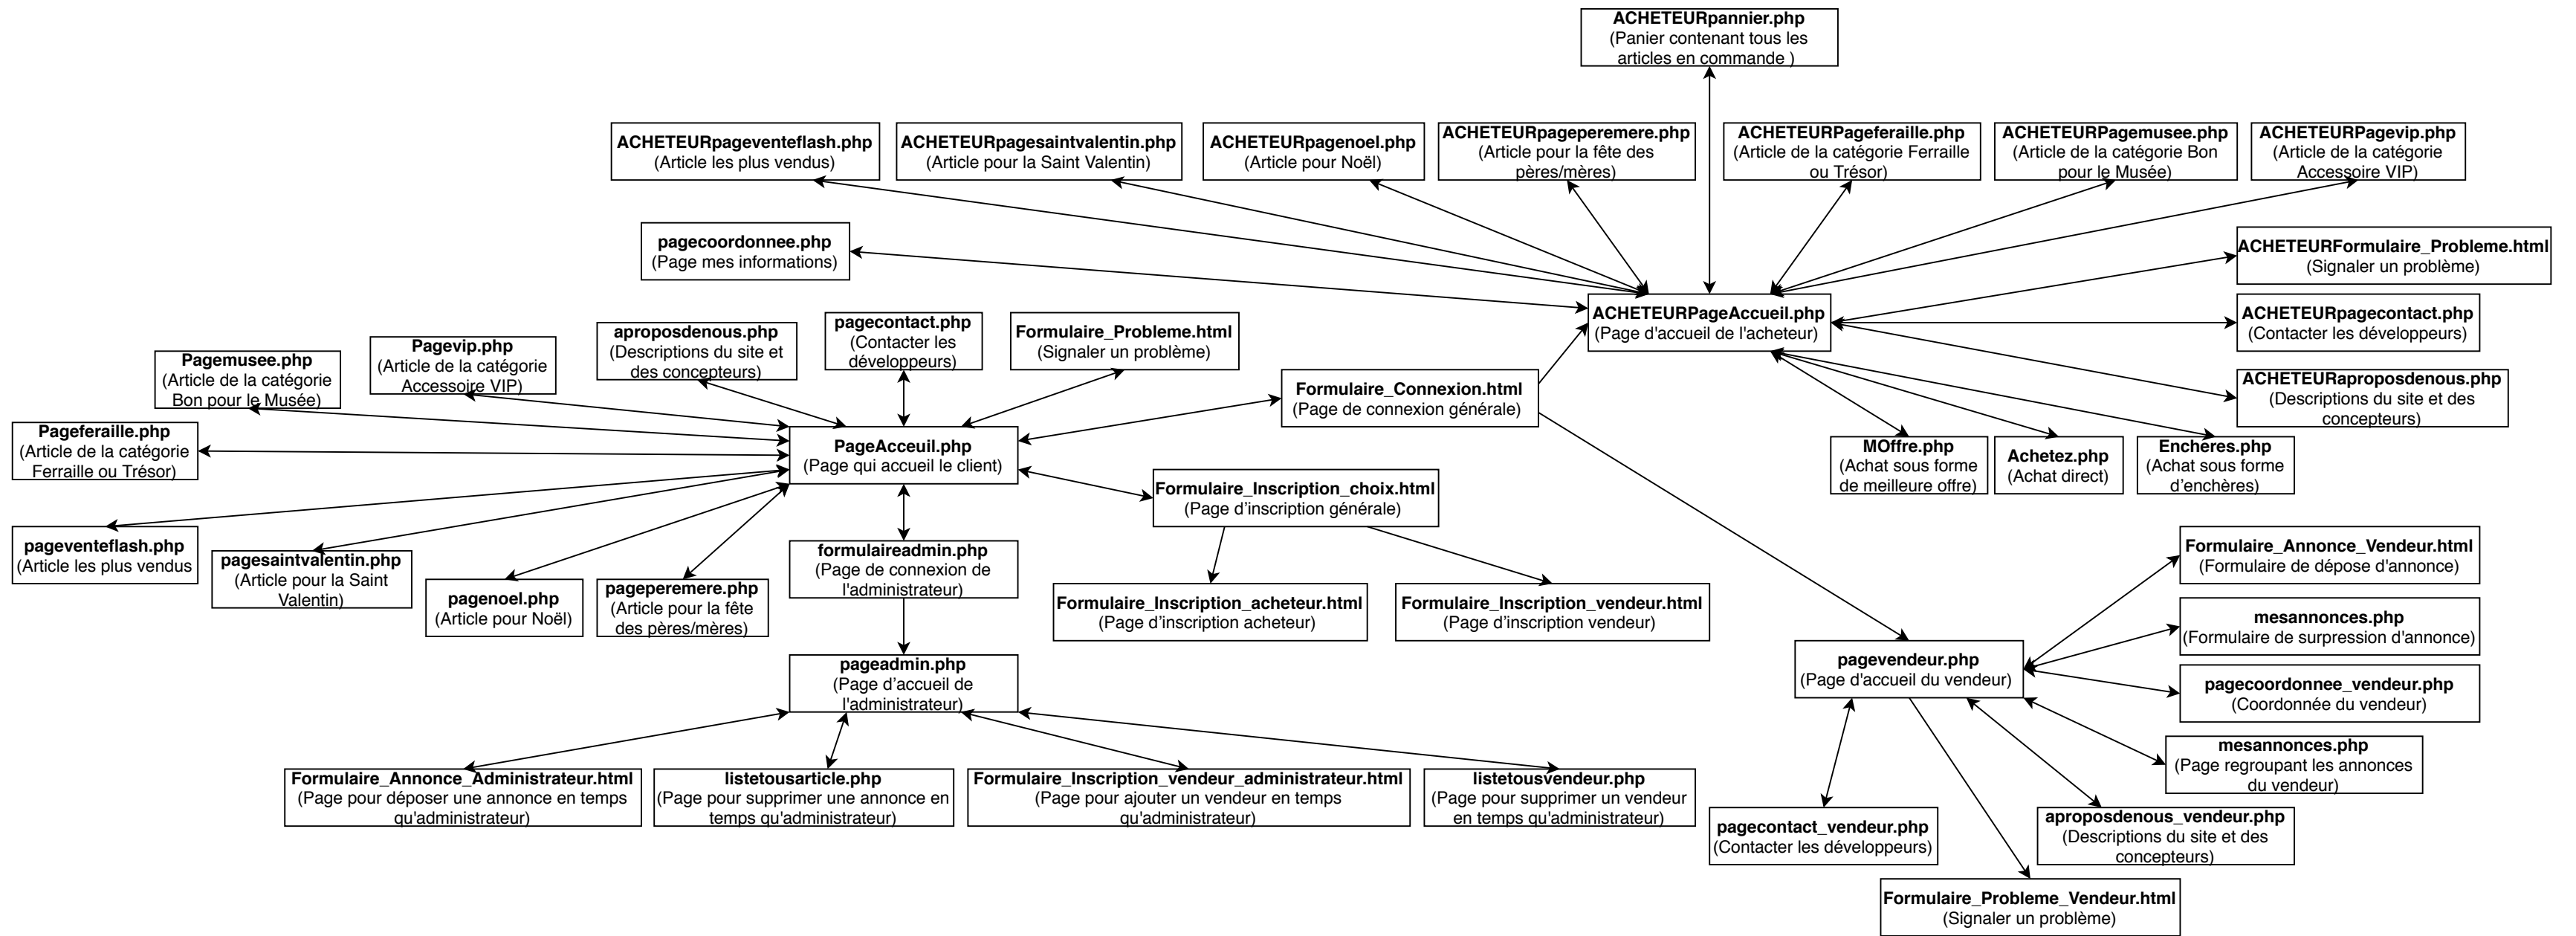 ACHETEURpannier.php
(Panier contenant tous les
articles en commande )
ACHETEURpageventeflash.php
(Article les plus vendus)
ACHETEURpagesaintvalentin.php
(Article pour la Saint Valentin)
ACHETEURpagenoel.php
(Article pour Noël)
ACHETEURpageperemere.php
(Article pour la fête des
pères/mères)
ACHETEURPageferaille.php
(Article de la catégorie Ferraille
ou Trésor)
ACHETEURPagemusee.php
(Article de la catégorie Bon
pour le Musée)
ACHETEURPagevip.php
(Article de la catégorie
Accessoire VIP)
pagecoordonnee.php
(Page mes informations)
ACHETEURFormulaire_Probleme.html
(Signaler un problème)
ACHETEURPageAccueil.php
(Page d'accueil de l'acheteur)
ACHETEURpagecontact.php
(Contacter les développeurs)
ACHETEURaproposdenous.php
(Descriptions du site et des
concepteurs)
Pagemusee.php
(Article de la catégorie
Bon pour le Musée)
Pagevip.php
(Article de la catégorie
Accessoire VIP)
aproposdenous.php
(Descriptions du site et
des concepteurs)
pagecontact.php
(Contacter les
développeurs)
Formulaire_Probleme.html
(Signaler un problème)
Formulaire_Connexion.html
(Page de connexion générale)
Pageferaille.php
(Article de la catégorie
Ferraille ou Trésor)
PageAcceuil.php
(Page qui accueil le client)
MOffre.php
(Achat sous forme
de meilleure offre)
Achetez.php
(Achat direct)
Enchères.php
(Achat sous forme
d'enchères)
Formulaire_Inscription_choix.html
(Page d'inscription générale)
pageventeflash.php
(Article les plus vendus
pagesaintvalentin.php
(Article pour la Saint
Valentin)
pagenoel.php
(Article pour Noël)
pageperemere.php
(Article pour la fête
des pères/mères)
formulaireadmin.php
(Page de connexion de
l'administrateur)
Formulaire_Inscription_acheteur.html
(Page d'inscription acheteur)
Formulaire_Inscription_vendeur.html
(Page d'inscription vendeur)
Formulaire_Annonce_Vendeur.html
(Formulaire de dépose d'annonce)
mesannonces.php
(Formulaire de surpression d'annonce)
pageadmin.php
(Page d'accueil de
l'administrateur)
pagevendeur.php
(Page d'accueil du vendeur)
pagecoordonnee_vendeur.php
(Coordonnée du vendeur)
mesannonces.php
(Page regroupant les annonces
du vendeur)
Formulaire_Annonce_Administrateur.html
(Page pour déposer une annonce en temps
qu'administrateur)
listetousarticle.php
(Page pour supprimer une annonce en
temps qu'administrateur)
Formulaire_Inscription_vendeur_administrateur.html
(Page pour ajouter un vendeur en temps
qu'administrateur)
listetousvendeur.php
(Page pour supprimer un vendeur
en temps qu'administrateur)
pagecontact_vendeur.php
(Contacter les développeurs)
aproposdenous_vendeur.php
(Descriptions du site et des
concepteurs)
Formulaire_Probleme_Vendeur.html
(Signaler un problème)